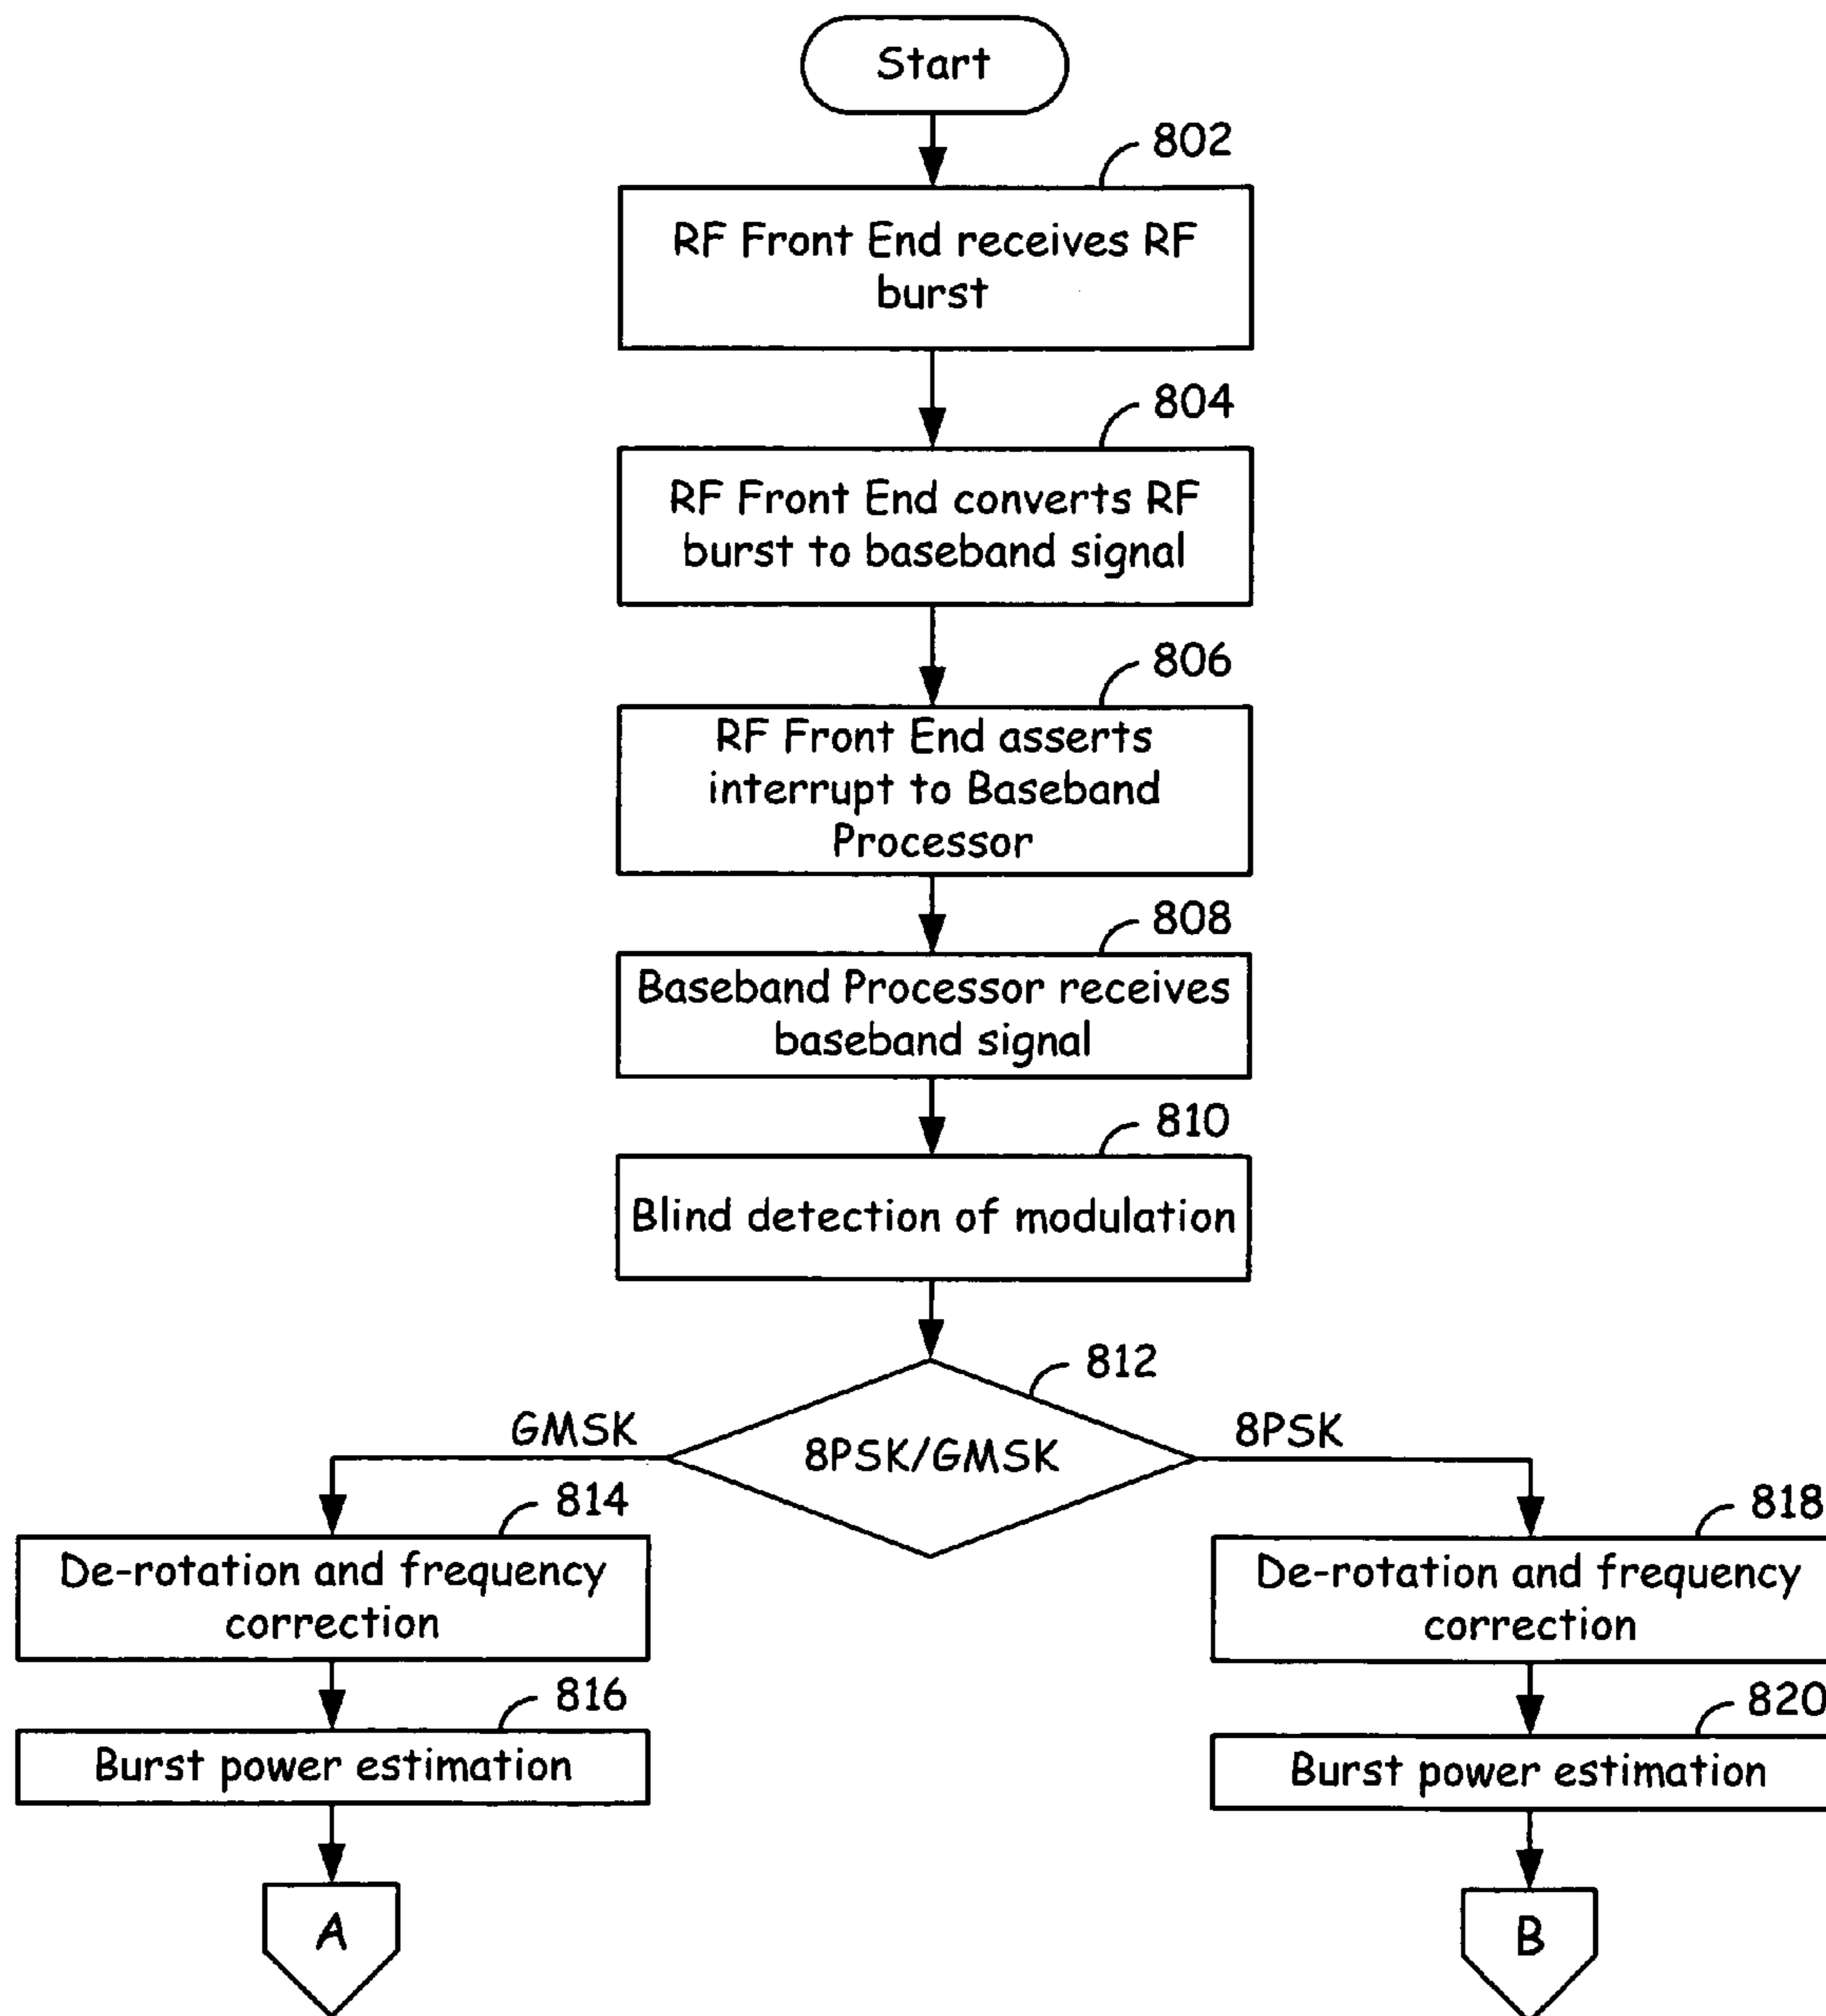 Start
802
RF Front End receives RF
burst
804
RF Front End converts RF
burst to baseband signal
806
RF Front End asserts
interrupt to Baseband
Processor
808
Baseband Processor receives
baseband signal
810
Blind detection of modulation
812
GMSK
8PSK/GMSK
8PSK
814
De-rotation and frequency
correction
816
Burst power estimation
A
818
De-rotation and frequency
correction
820
Burst power estimation
B